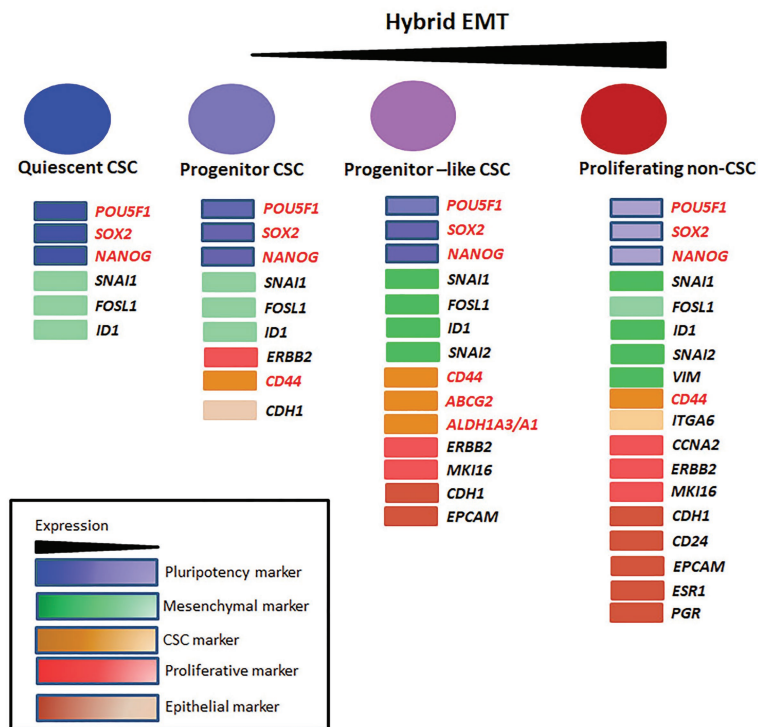 Hybrid EMT
Quiescent CSC
POU5F1
SOX2
NANOG
SNAI1
FOSL1
ID1
Progenitor CSC
POU5F1
SOX2
NANOG
SNAI1
FOSL1
ID1
ERBB2
CD44
CDH1
Progenitor –like CSC
POU5F1
SOX2
NANOG
SNAI1
FOSL1
ID1
SNAI2
CD44
ABCG2
ALDH1A3/A1
ERBB2
MKI16
CDH1
EPCAM
Proliferating non-CSC
POU5F1
SOX2
NANOG
SNAI1
FOSL1
ID1
SNAI2
VIM
CD44
ITGA6
CCNA2
ERBB2
MKI16
CDH1
CD24
EPCAM
ESR1
PGR
Expression
Pluripotency marker
Mesenchymal marker
CSC marker
Proliferative marker
Epithelial marker